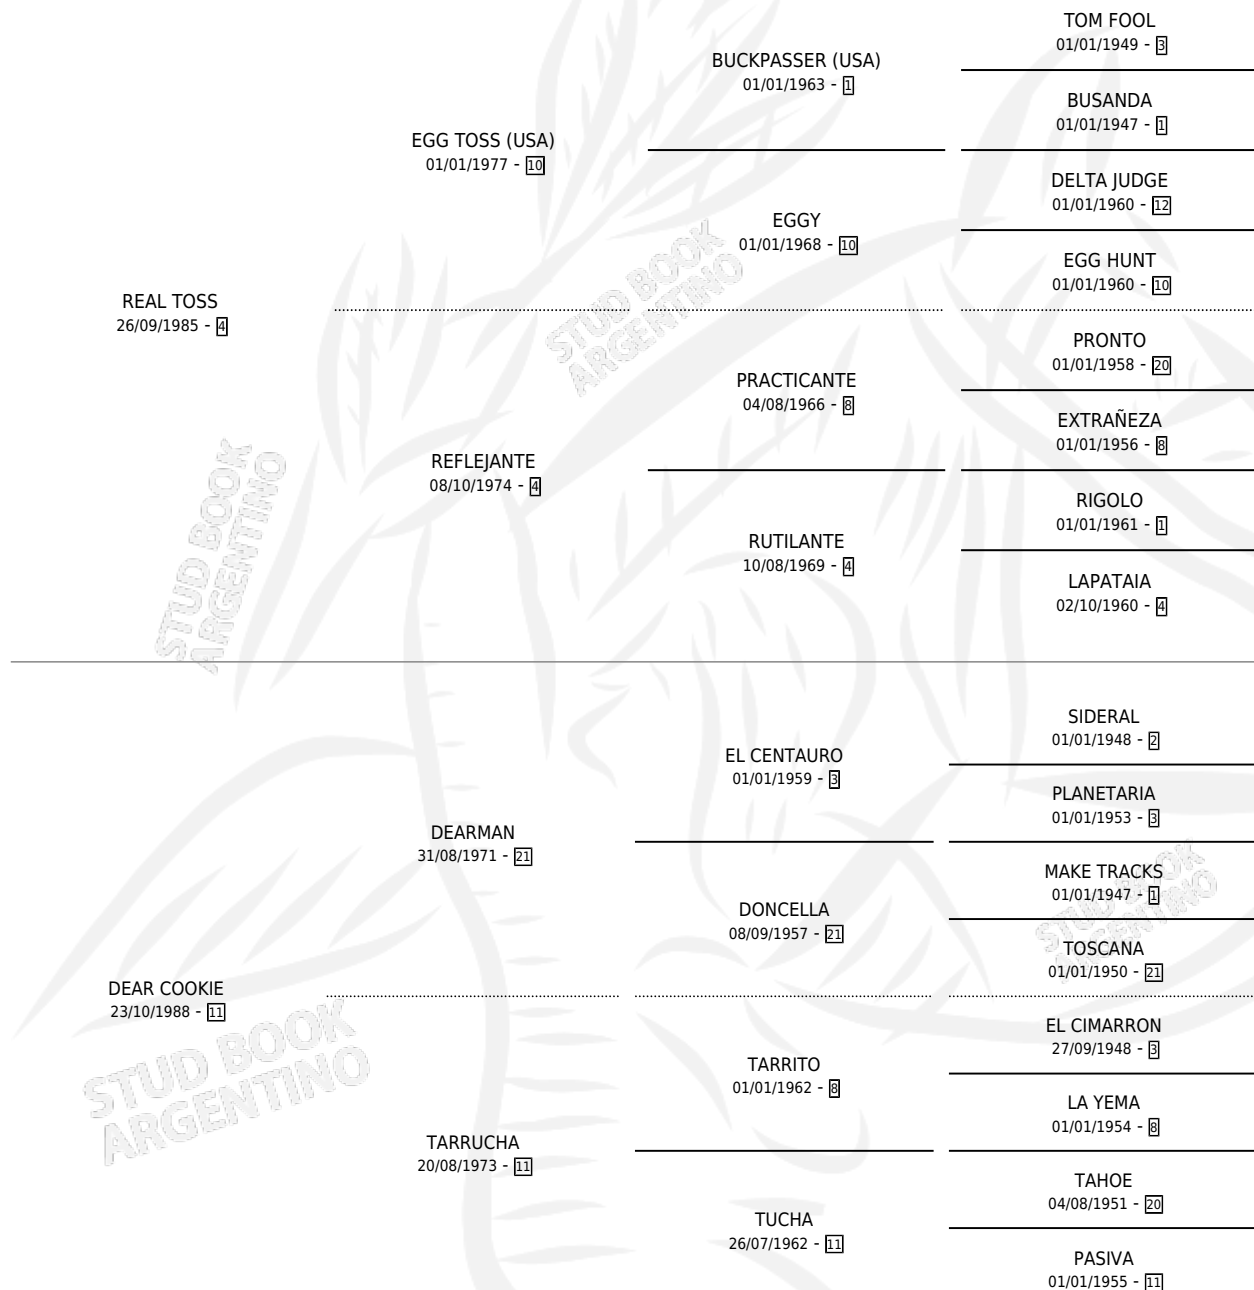 TOM FOOL
01/01/1949 - 3
BUCKPASSER (USA)
01/01/1963 - 1
BUSANDA
01/01/1947 - 1
EGG TOSS (USA)
01/01/1977 - 10
DELTA JUDGE
01/01/1960 - 12
EGGY
01/01/1968 - 10
EGG HUNT
01/01/1960 - 10
REAL TOSS
26/09/1985 - 4
PRONTO
01/01/1958 - 20
PRACTICANTE
04/08/1966 - 8
EXTRAÑEZA
01/01/1956 - 8
REFLEJANTE
08/10/1974 - 4
RIGOLO
01/01/1961 - 1
RUTILANTE
10/08/1969 - 4
LAPATAIA
02/10/1960 - 4
SIDERAL
01/01/1948 - 2
EL CENTAURO
01/01/1959 - 3
PLANETARIA
01/01/1953 - 3
DEARMAN
31/08/1971 - 21
MAKE TRACKS
01/01/1947 - 1
DONCELLA
08/09/1957 - 21
TOSCANA
01/01/1950 - 21
DEAR COOKIE
23/10/1988 - 11
EL CIMARRON
27/09/1948 - 3
TARRITO
01/01/1962 - 8
LA YEMA
01/01/1954 - 8
TARRUCHA
20/08/1973 - 11
TAHOE
04/08/1951 - 20
TUCHA
26/07/1962 - 11
PASIVA
01/01/1955 - 11
STUD BOOK
ARGENTINO
STUD BOOK
ARGENTINO
STUD BOOK
ARGENTINO
STUD BOOK
ARGENTINO